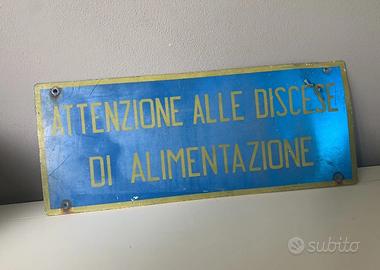 ATTENZIONE ALLE DISCESE
DI ALIMENTAZIONE
subito